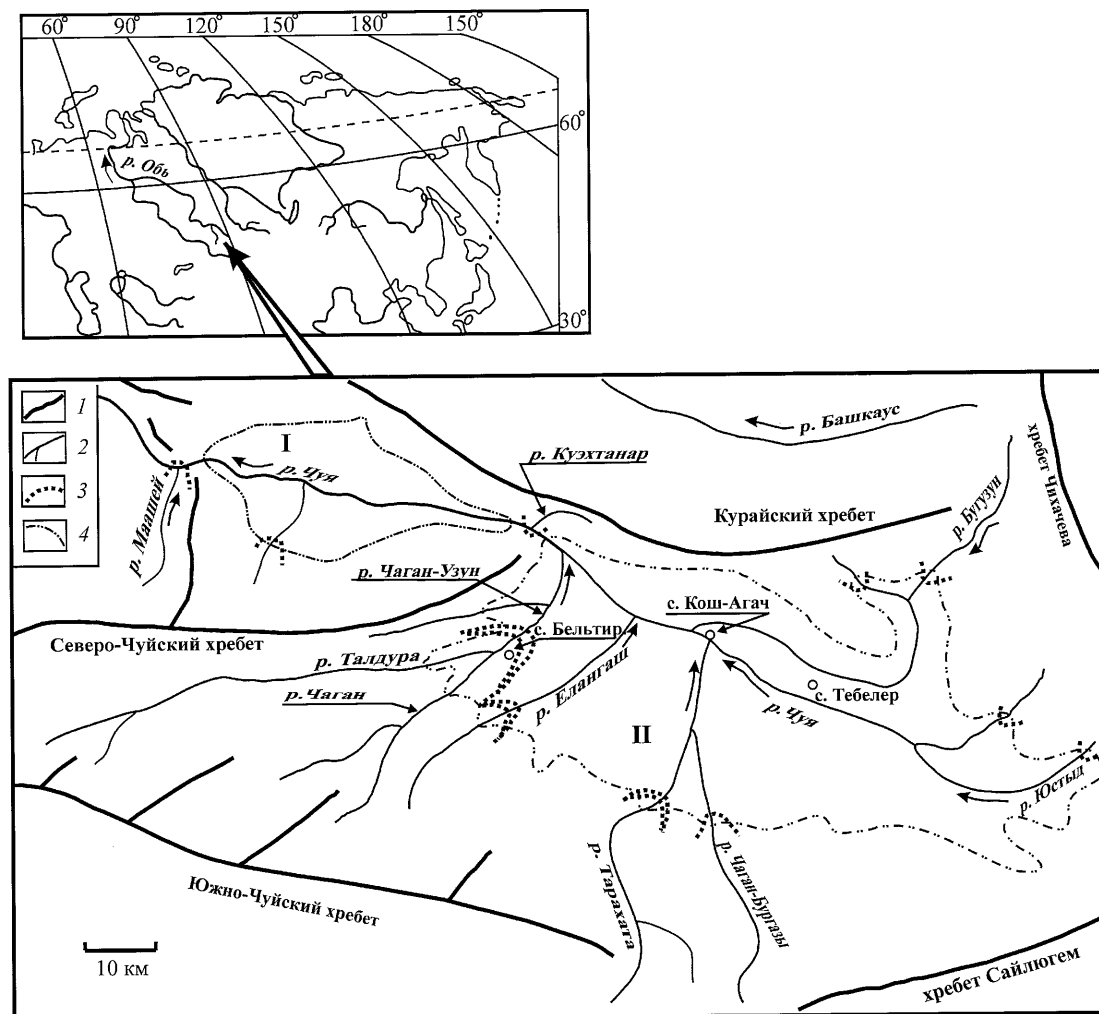 60° 90° 120° 150° 180° 150°
60°
р. Обь
30°
1
2
3
4
I
р. Чуя
р. Маашей
р. Куэхтанар
р. Башкаус
хребет Чихачева
р. Бугузун
Курайский хребет
р. Чаган-Узун
с. Кош-Агач
Северо-Чуйский хребет
с. Бельтир
р. Талдура
р. Чаган
р. Елангаш
с. Тебелер
р. Чуя
II
р. Юстыд
Южно-Чуйский хребет
р. Тарахата
р. Чаган-Бургазы
10 км
хребет Сайлюгем